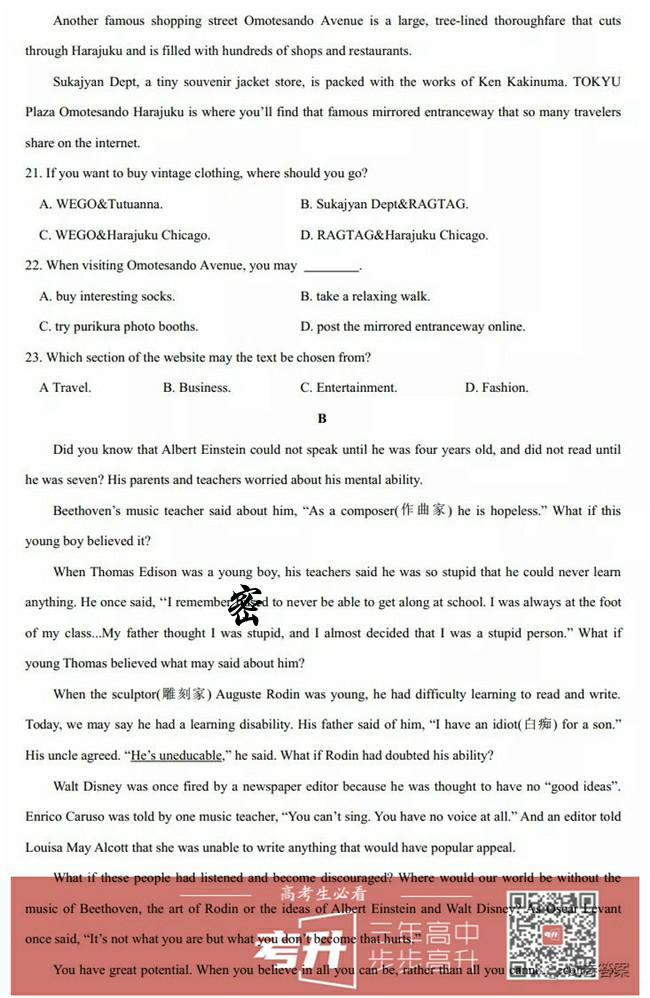 Another famous shopping street Omotesando Avenue is a large, tree-lined thoroughfare that cuts
through Harajuku and is filled with hundreds of shops and restaurants.
Sukajyan Dept, a tiny souvenir jacket store, is packed with the works of Ken Kakinuma. TOKYU
Plaza Omotesando Harajuku is where you’ll find that famous mirrored entranceway that so many travelers
share on the internet.
21. If you want to buy vintage clothing, where should you go?
A. WEGO&Tutuanna. B. Sukajyan Dept&RAGTAG.
C. WEGO&Harajuku Chicago. D. RAGTAG&Harajuku Chicago.
22. When visiting Omotesando Avenue, you may ________.
A. buy interesting socks. B. take a relaxing walk.
C. try purikura photo booths. D. post the mirrored entranceway online.
23. Which section of the website may the text be chosen from?
A Travel. B. Business. C. Entertainment. D. Fashion.
B
Did you know that Albert Einstein could not speak until he was four years old, and did not read until
he was seven? His parents and teachers worried about his mental ability.
Beethoven’s music teacher said about him, “As a composer(作曲家) he is hopeless.” What if this
young boy believed it?
When Thomas Edison was a young boy, his teachers said he was so stupid that he could never learn
anything. He once said, “I remember 密 to never be able to get along at school. I was always at the foot
of my class...My father thought I was stupid, and I almost decided that I was a stupid person.” What if
young Thomas believed what may said about him?
When the sculptor(雕刻家) Auguste Rodin was young, he had difficulty learning to read and write.
Today, we may say he had a learning disability. His father said of him, “I have an idiot(白痴) for a son.”
His uncle agreed. “He’s uneducable,” he said. What if Rodin had doubted his ability?
Walt Disney was once fired by a newspaper editor because he was thought to have no “good ideas”.
Enrico Caruso was told by one music teacher, “You can’t sing. You have no voice at all.” And an editor told
Louisa May Alcott that she was unable to write anything that would have popular appeal.
What if these people had listened and become discouraged? Where would our world be without the
高考生必看
music of Beethoven, the art of Rodin or the ideas of Albert Einstein and Walt Disney? As Oscar Levant
once said, “It’s not what you are but what you don’t become that hurts.”
考升 三年高中
步步高升
You have great potential. When you believe in all you can be, rather than all you